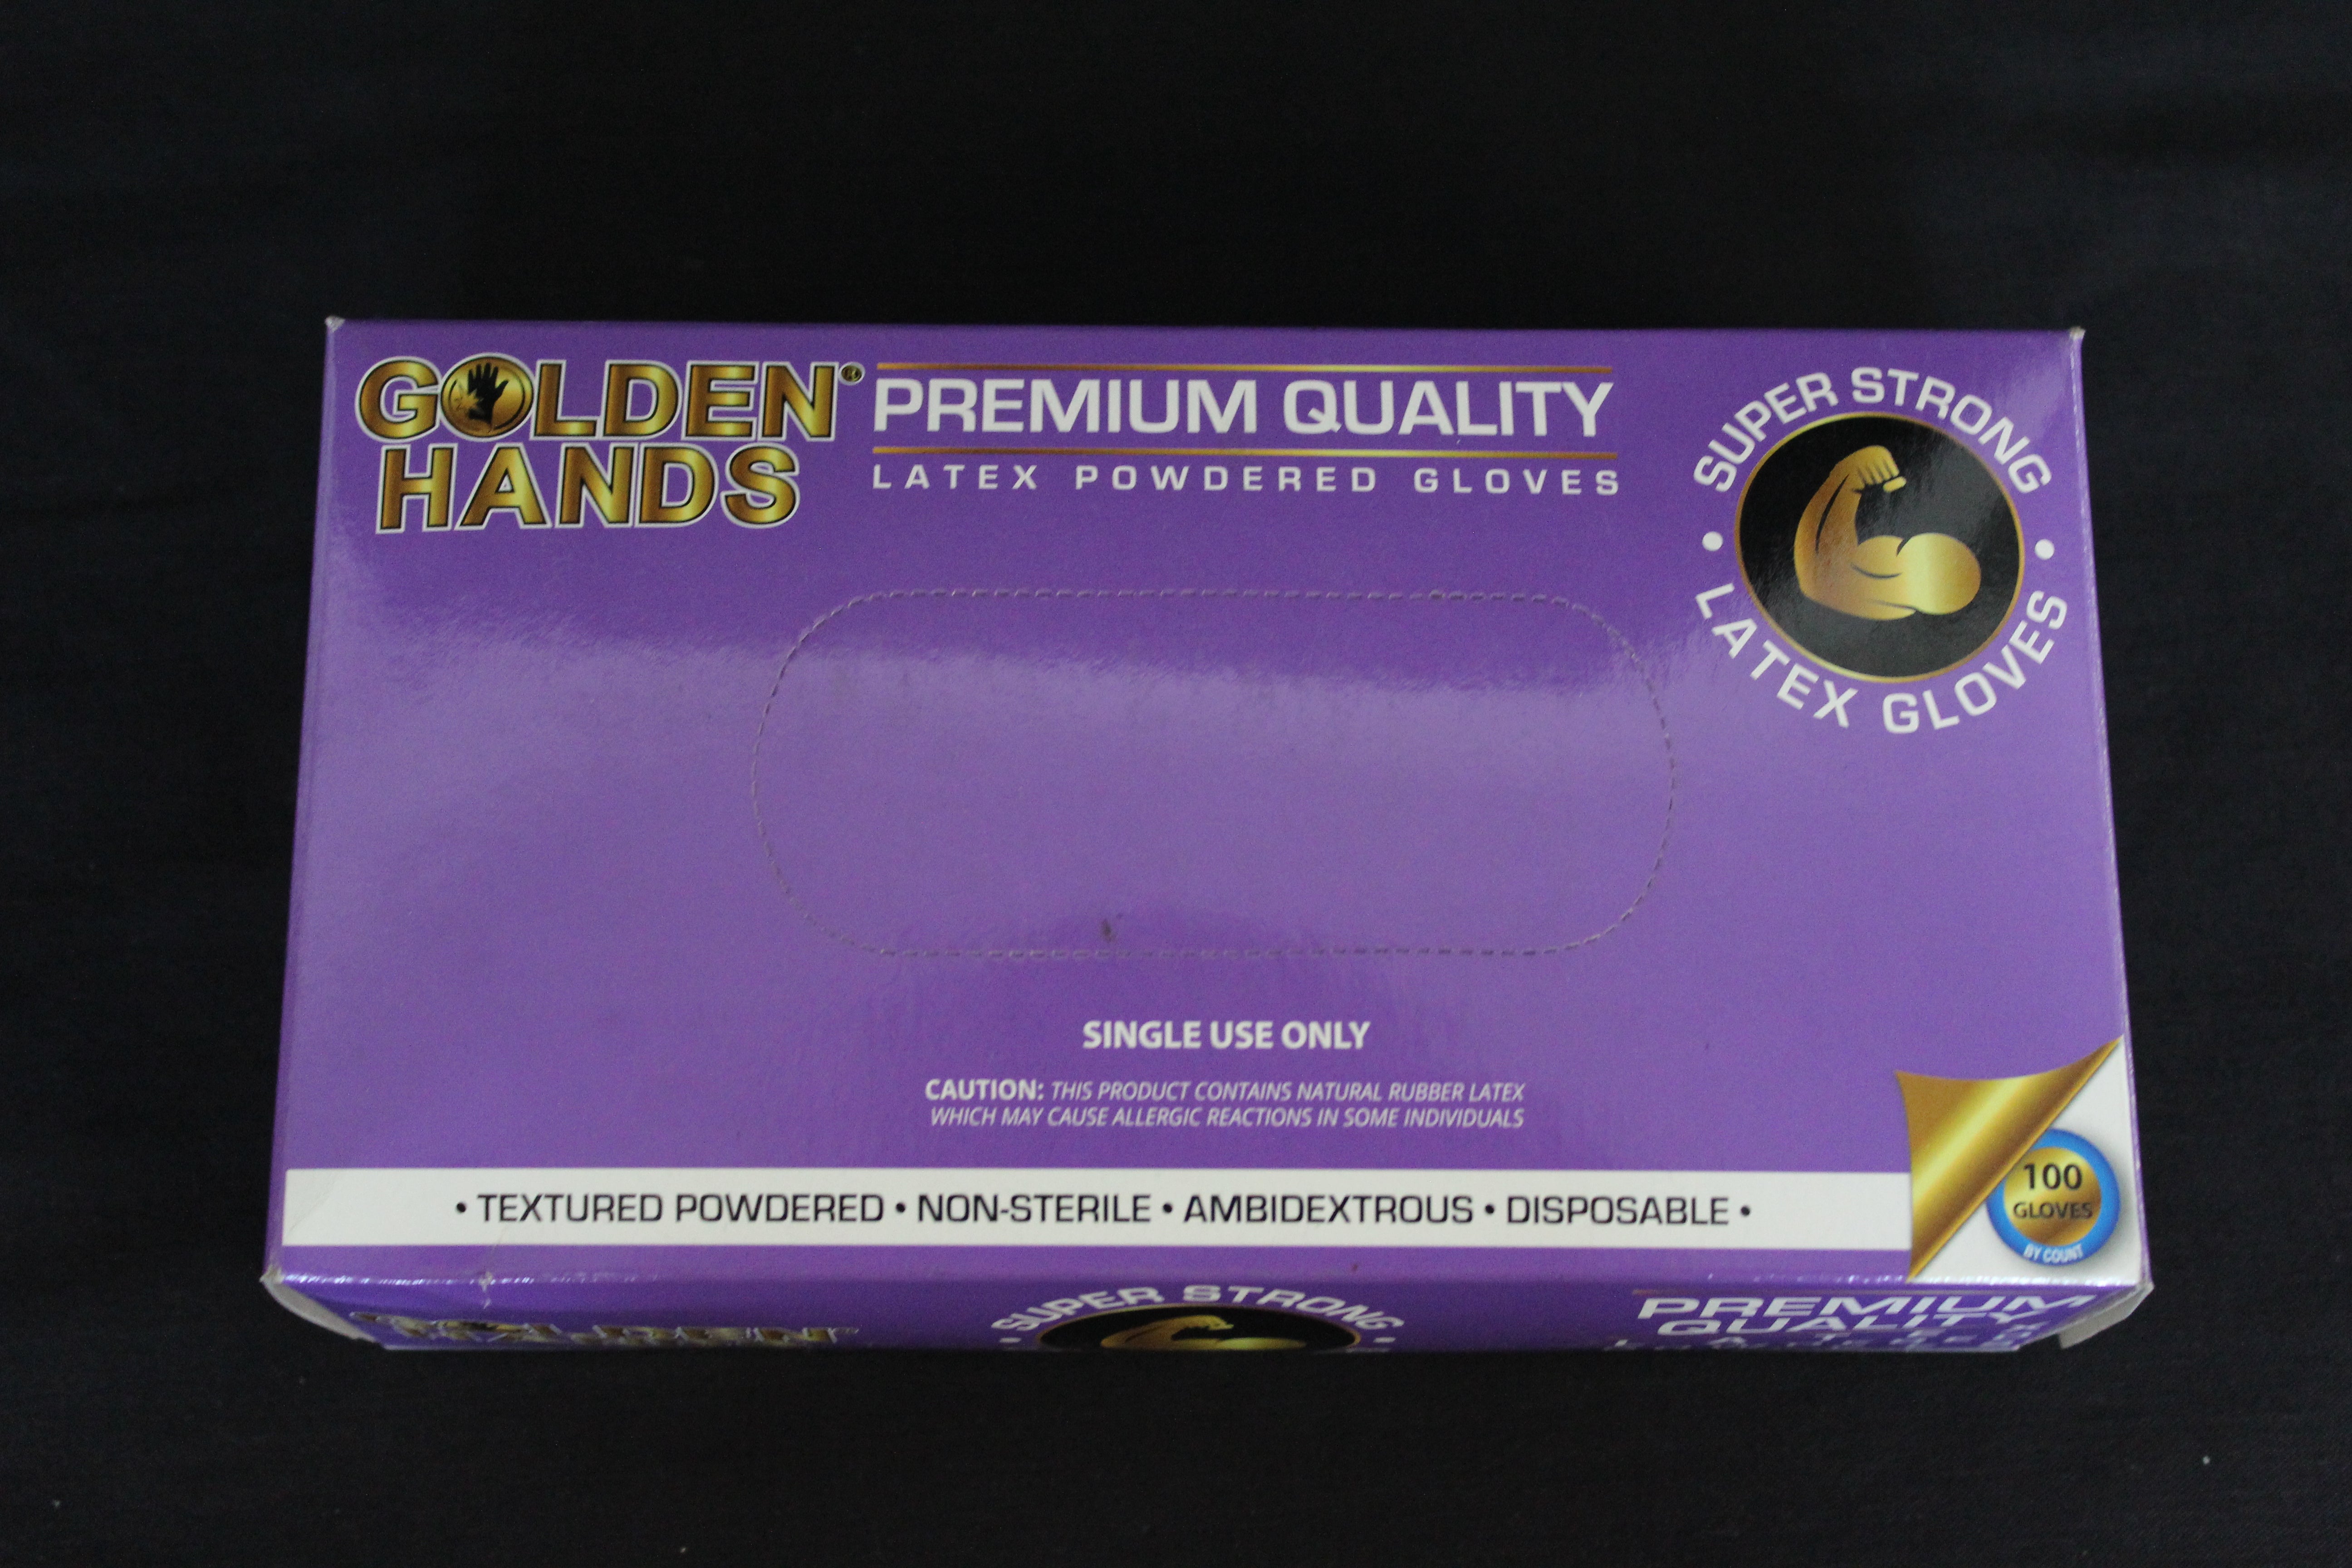 GOLDEN®
HANDS
PREMIUM QUALITY
LATEX POWDERED GLOVES
SUPER STRONG
• LATEX GLOVES •
SINGLE USE ONLY
CAUTION: THIS PRODUCT CONTAINS NATURAL RUBBER LATEX
WHICH MAY CAUSE ALLERGIC REACTIONS IN SOME INDIVIDUALS
• TEXTURED POWDERED • NON-STERILE • AMBIDEXTROUS • DISPOSABLE •
100
GLOVES
BY COUNT
GOLDEN
• SUPER STRONG •
PREMIUM
QUALITY